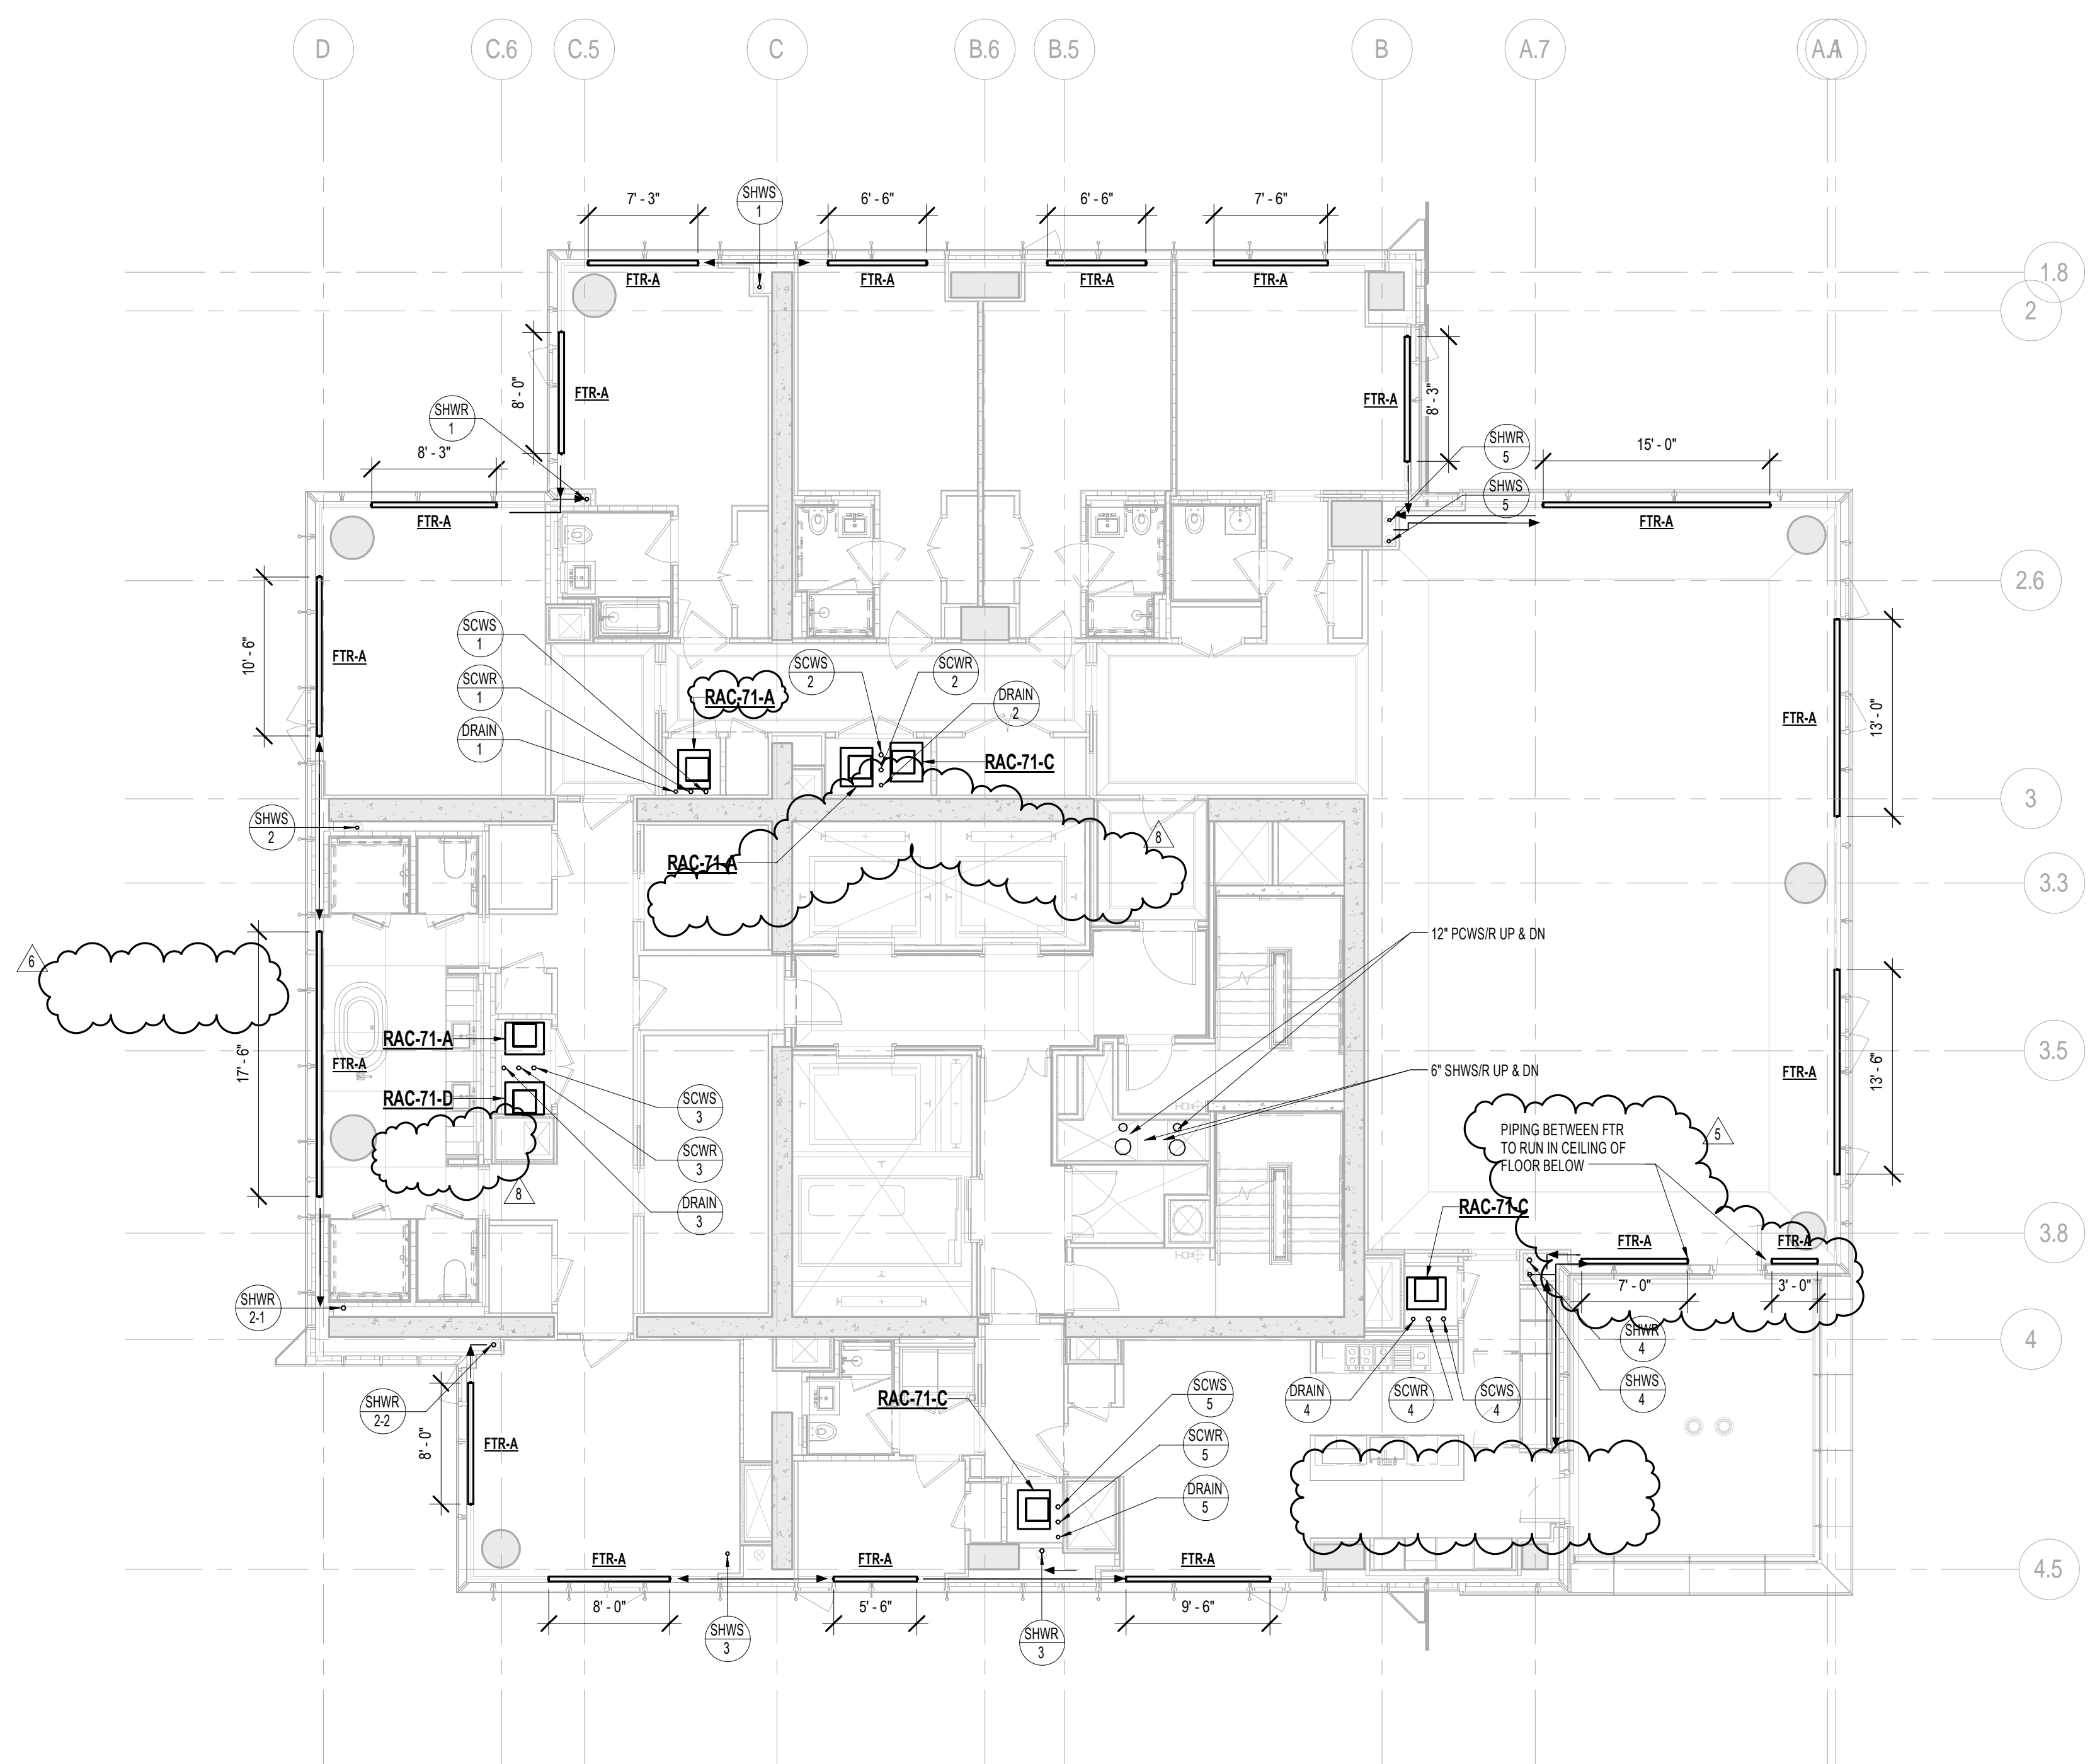 D
C.6
C.5
C
B.6
B.5
B
A.7
A
SHWS
1
7' - 3"
6' - 6"
6' - 6"
7' - 6"
FTR-A
FTR-A
FTR-A
FTR-A
1.8
2
8' - 0"
FTR-A
FTR-A
8' - 3"
SHWR
1
8' - 3"
FTR-A
SHWR
5
SHWS
5
15' - 0"
FTR-A
2.6
10' - 6"
FTR-A
SCWS
1
SCWR
1
DRAIN
1
RAC-71-A
SCWS
2
SCWR
2
DRAIN
2
RAC-71-C
FTR-A
13' - 0"
3
SHWS
2
RAC-71-A
8
3.3
6
12" PCWS/R UP & DN
17' - 6"
RAC-71-A
FTR-A
RAC-71-D
8
SCWS
3
SCWR
3
DRAIN
3
6" SHWS/R UP & DN
FTR-A
13' - 6"
3.5
PIPING BETWEEN FTR
TO RUN IN CEILING OF
FLOOR BELOW
5
RAC-71-C
3.8
FTR-A
FTR-A
7' - 0"
3' - 0"
SHWR
2-1
SHWR
4
4
SHWS
4
SHWR
2-2
8' - 0"
FTR-A
RAC-71-C
SCWS
5
SCWR
5
DRAIN
5
DRAIN
4
SCWR
4
SCWS
4
FTR-A
FTR-A
FTR-A
4.5
8' - 0"
5' - 6"
9' - 6"
SHWS
3
SHWR
3